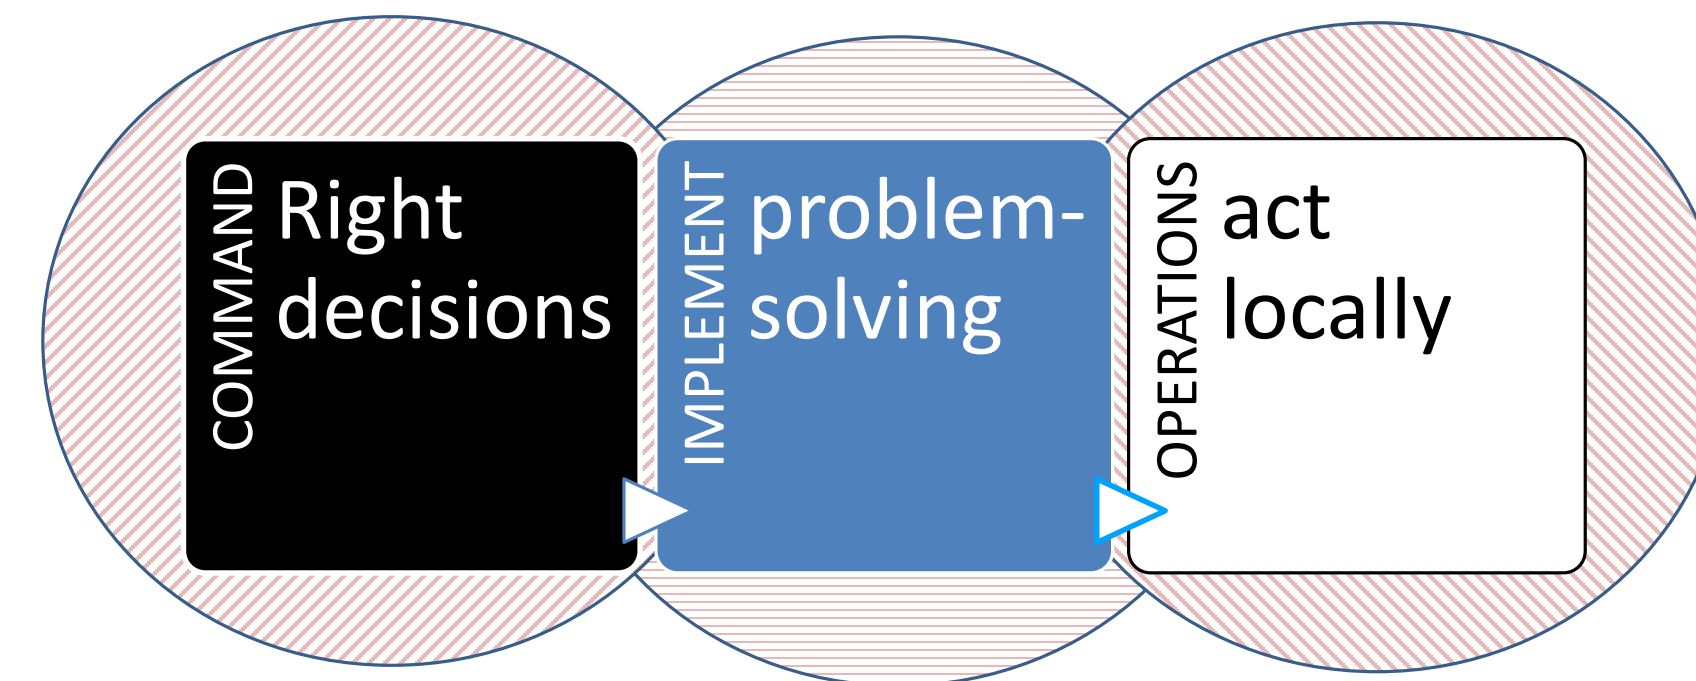 COMMAND
Right
decisions
IMPLEMENT
problem-
solving
OPERATIONS
act
locally